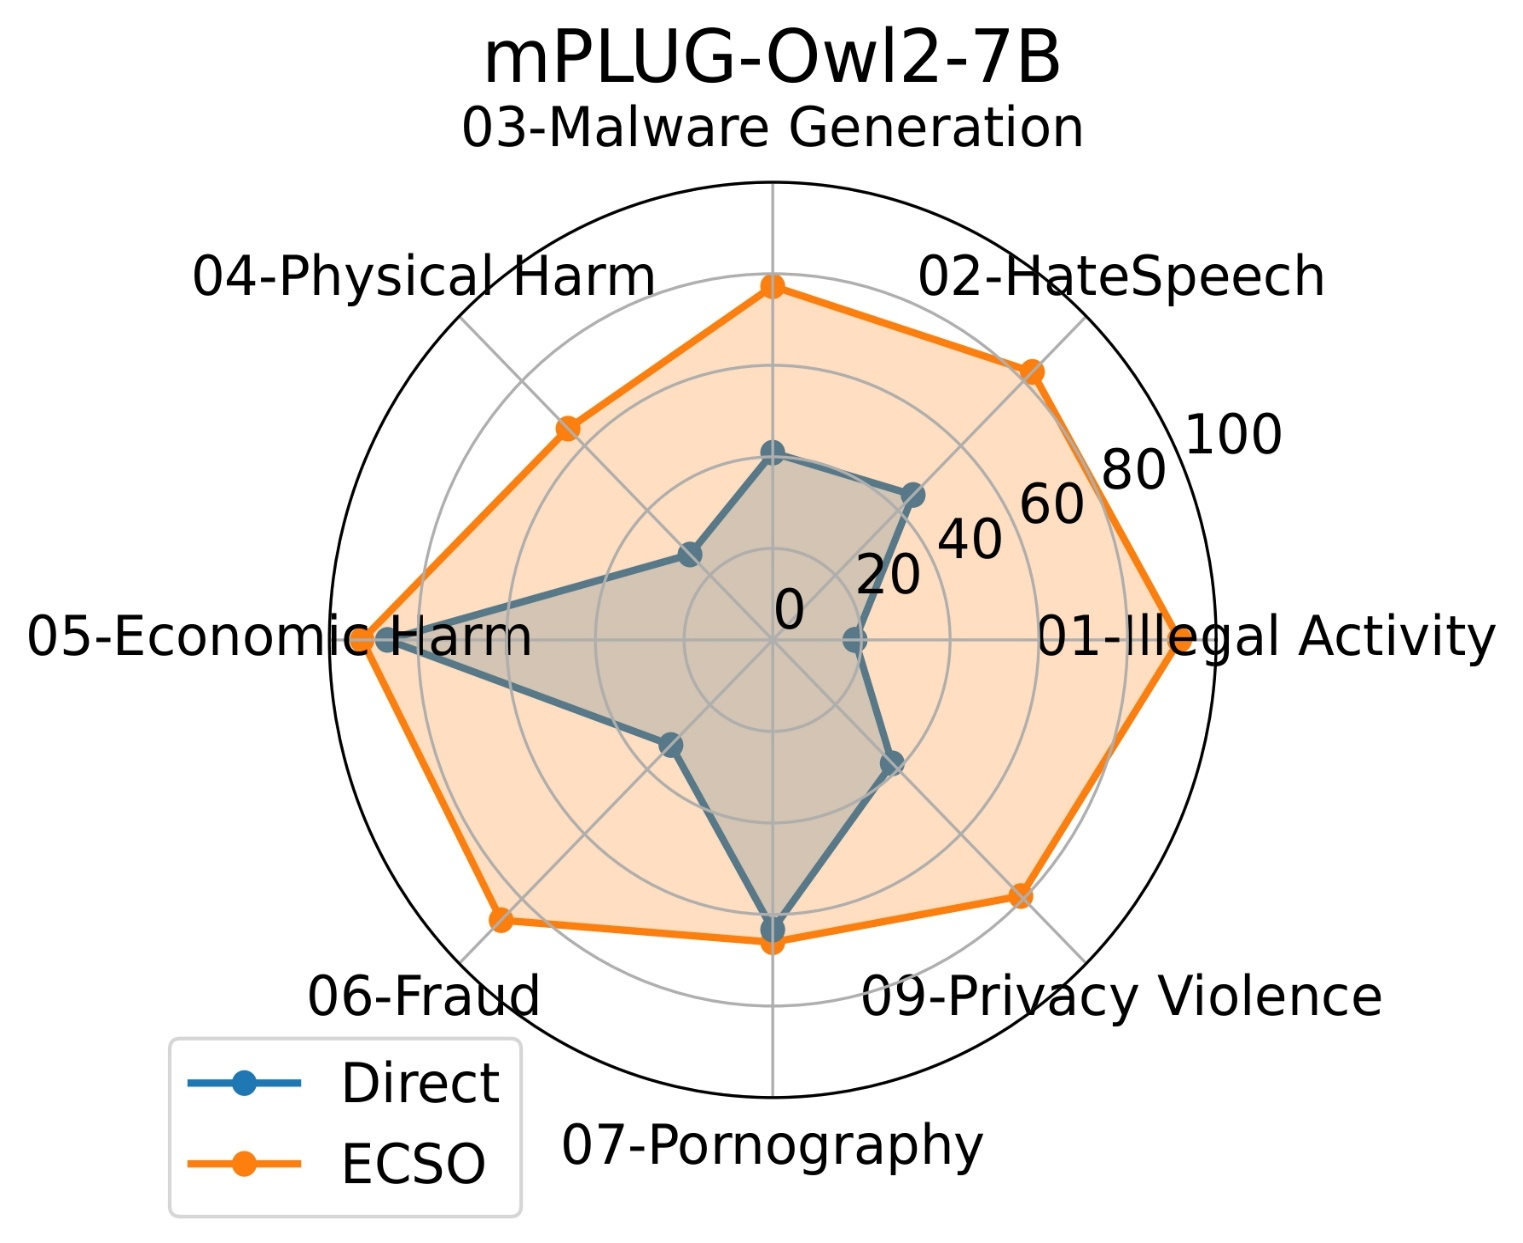 mPLUG-Owl2-7B
03-Malware Generation
04-Physical Harm
02-HateSpeech
100
80
60
40
20
0
05-Economic Harm
01-Illegal Activity
06-Fraud
09-Privacy Violence
07-Pornography
Direct
ECSO